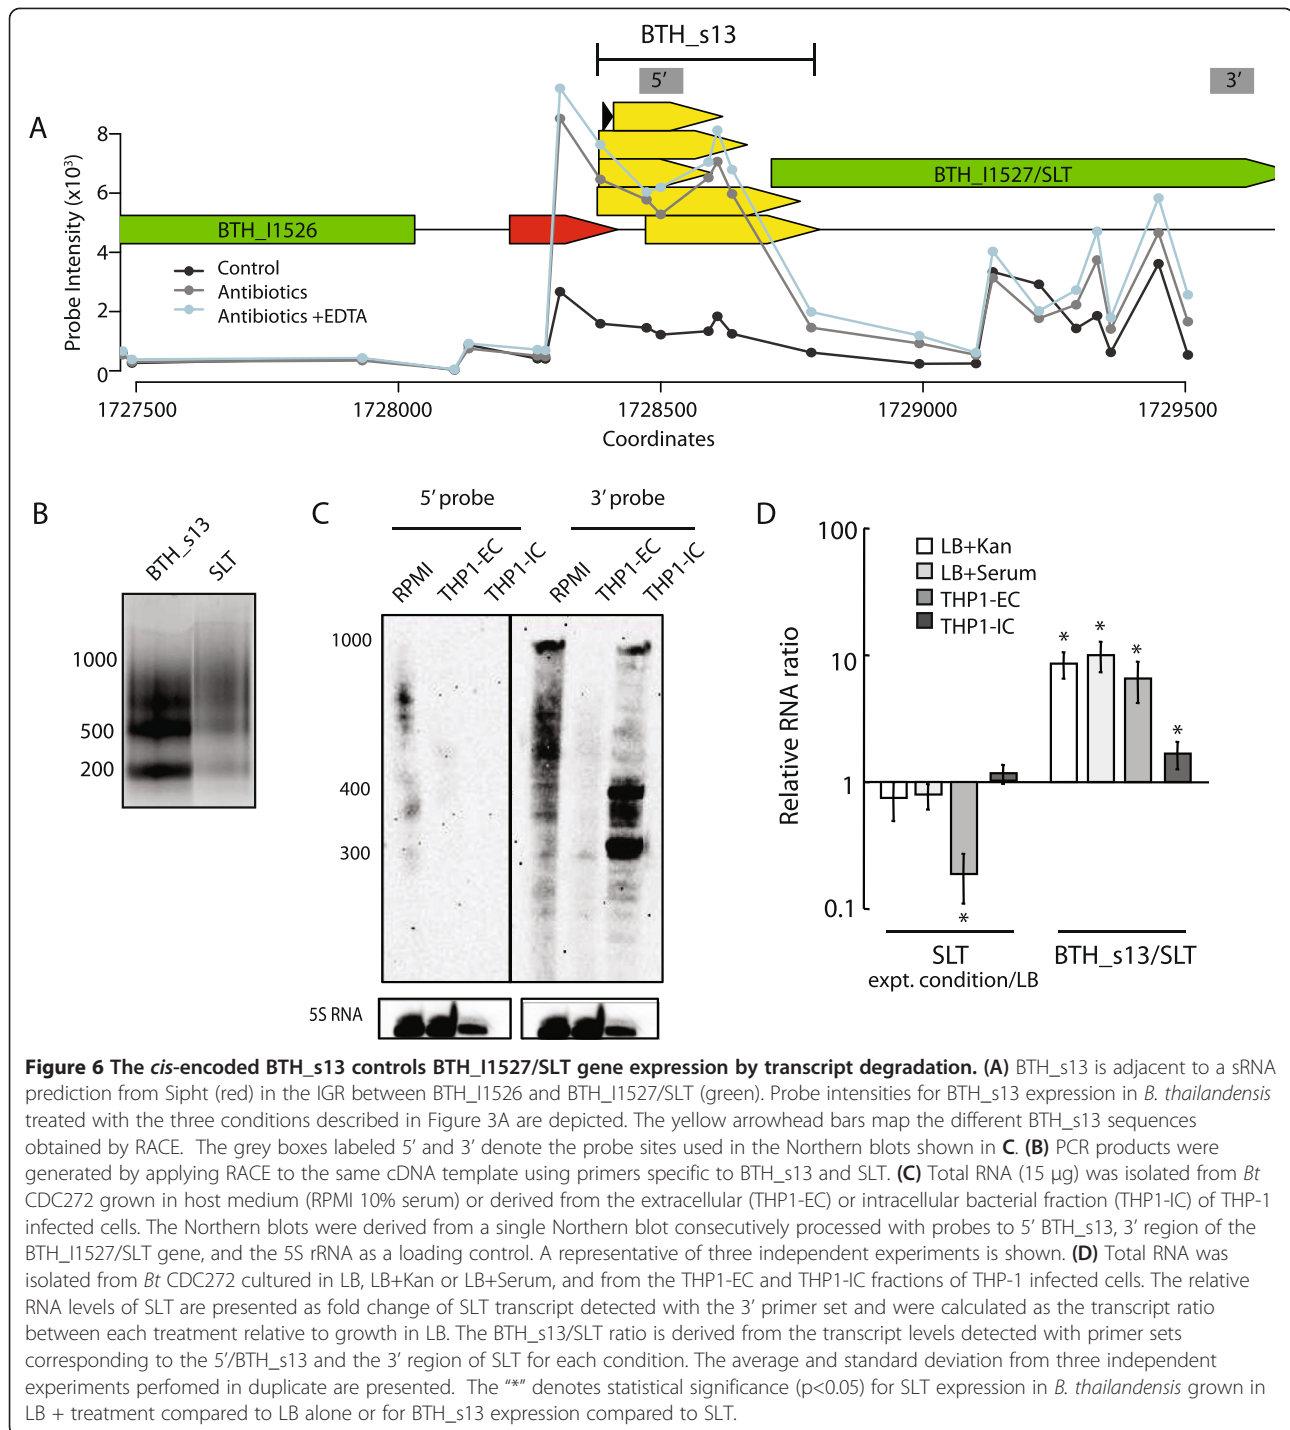 BTH_s13
5’
3’
A
8
6
4
2
0
Probe Intensity (x10³)
BTH_I1527/SLT
BTH_I1526
Control
Antibiotics
Antibiotics +EDTA
1727500
1728000
1728500
1729000
1729500
Coordinates
B
BTH_s13
SLT
1000
500
200
C
5’ probe
3’ probe
RPMI
THP1-EC
THP1-IC
RPMI
THP1-EC
THP1-IC
1000
400
300
5S RNA
D
100
10
1
0.1
Relative RNA ratio
LB+Kan
LB+Serum
THP1-EC
THP1-IC
*
*
*
*
*
SLT
expt. condition/LB
BTH_s13/SLT
Figure 6 The cis-encoded BTH_s13 controls BTH_I1527/SLT gene expression by transcript degradation. (A) BTH_s13 is adjacent to a sRNA
prediction from Sipht (red) in the IGR between BTH_I1526 and BTH_I1527/SLT (green). Probe intensities for BTH_s13 expression in B. thailandensis
treated with the three conditions described in Figure 3A are depicted. The yellow arrowhead bars map the different BTH_s13 sequences
obtained by RACE. The grey boxes labeled 5’ and 3’ denote the probe sites used in the Northern blots shown in C. (B) PCR products were
generated by applying RACE to the same cDNA template using primers specific to BTH_s13 and SLT. (C) Total RNA (15 µg) was isolated from Bt
CDC272 grown in host medium (RPMI 10% serum) or derived from the extracellular (THP1-EC) or intracellular bacterial fraction (THP1-IC) of THP-1
infected cells. The Northern blots were derived from a single Northern blot consecutively processed with probes to 5’ BTH_s13, 3’ region of the
BTH_I1527/SLT gene, and the 5S rRNA as a loading control. A representative of three independent experiments is shown. (D) Total RNA was
isolated from Bt CDC272 cultured in LB, LB+Kan or LB+Serum, and from the THP1-EC and THP1-IC fractions of THP-1 infected cells. The relative
RNA levels of SLT are presented as fold change of SLT transcript detected with the 3’ primer set and were calculated as the transcript ratio
between each treatment relative to growth in LB. The BTH_s13/SLT ratio is derived from the transcript levels detected with primer sets
corresponding to the 5’/BTH_s13 and the 3’ region of SLT for each condition. The average and standard deviation from three independent
experiments perfomed in duplicate are presented. The “*” denotes statistical significance (p<0.05) for SLT expression in B. thailandensis grown in
LB + treatment compared to LB alone or for BTH_s13 expression compared to SLT.